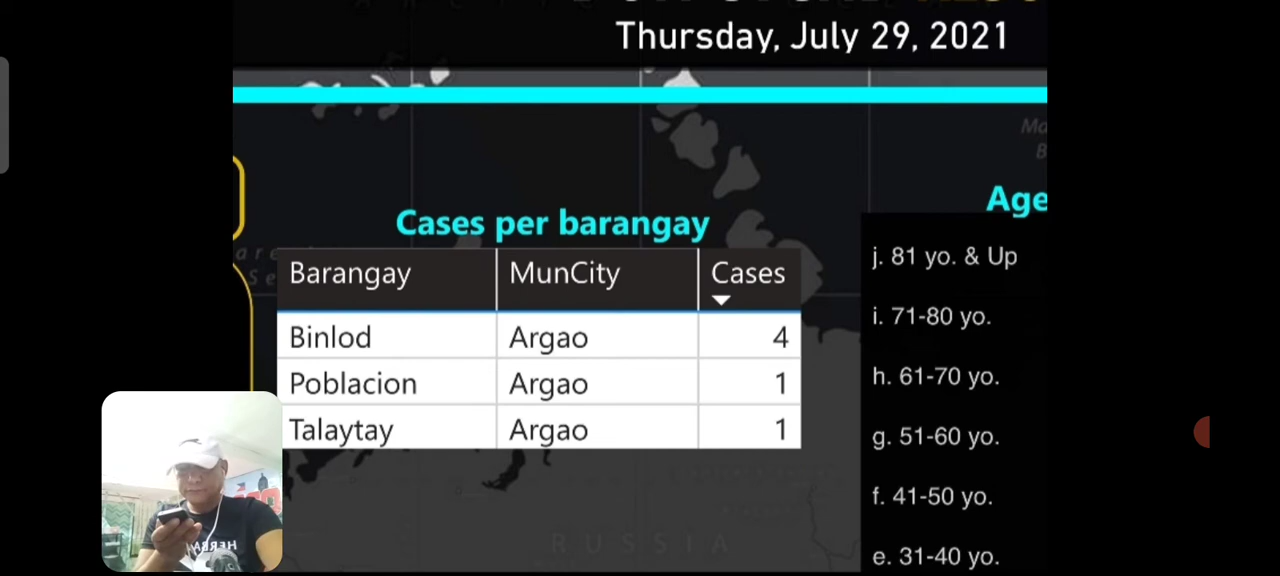 Thursday, July 29, 2021
Cases per barangay
Barangay MunCity Cases
Binlod Argao 4
Poblacion Argao 1
Talaytay Argao 1
Age
j. 81 yo. & Up
i. 71-80 yo.
h. 61-70 yo.
g. 51-60 yo.
f. 41-50 yo.
e. 31-40 yo.
RUSSIA